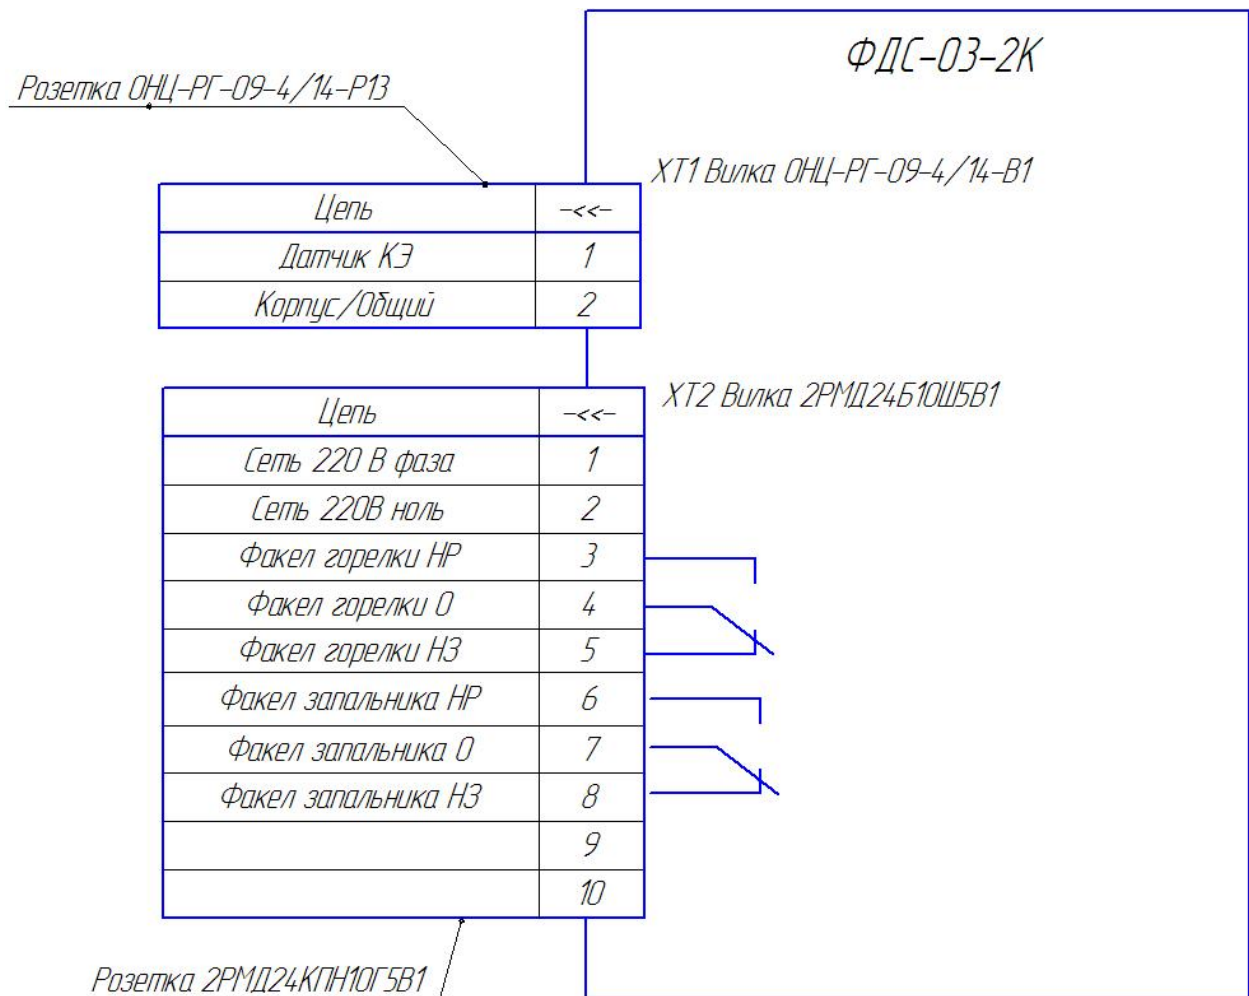 ФДС-03-2К
Розетка ОНЦ-РГ-09-4/14-Р13
ХТ1 Вилка ОНЦ-РГ-09-4/14-В1
Цепь -<<-
Датчик КЭ 1
Корпус/Общий 2
ХТ2 Вилка 2РМД24Б10Ш5В1
Цепь -<<-
Сеть 220 В фаза 1
Сеть 220В ноль 2
Факел горелки НР 3
Факел горелки О 4
Факел горелки НЗ 5
Факел запальника НР 6
Факел запальника О 7
Факел запальника НЗ 8
9
10
Розетка 2РМД24КПН10Г5В1